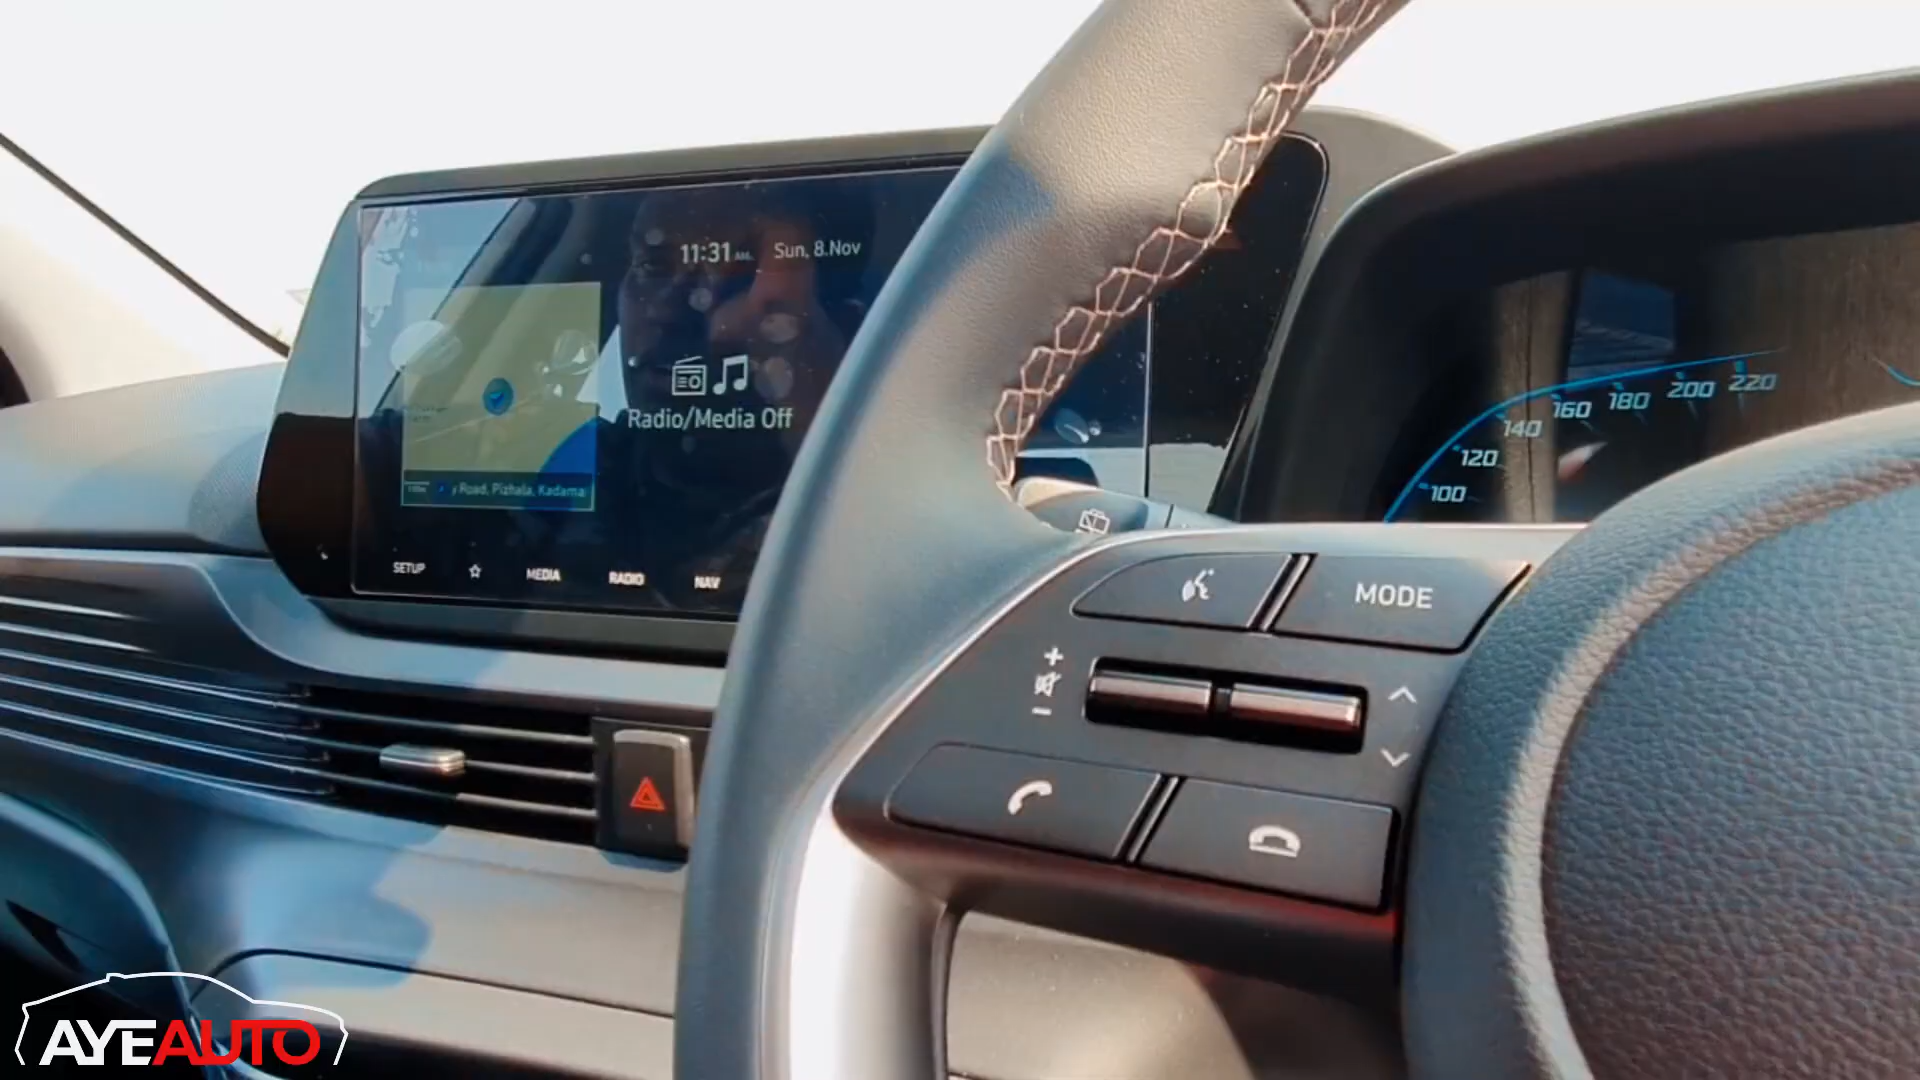 11:31 AM. Sun, 8.Nov
Radio/Media Off
y Road, Pizhala, Kadama
SETUP MEDIA RADIO NAV
100
120
140
160
180
200
220
MODE
AYEAUTO